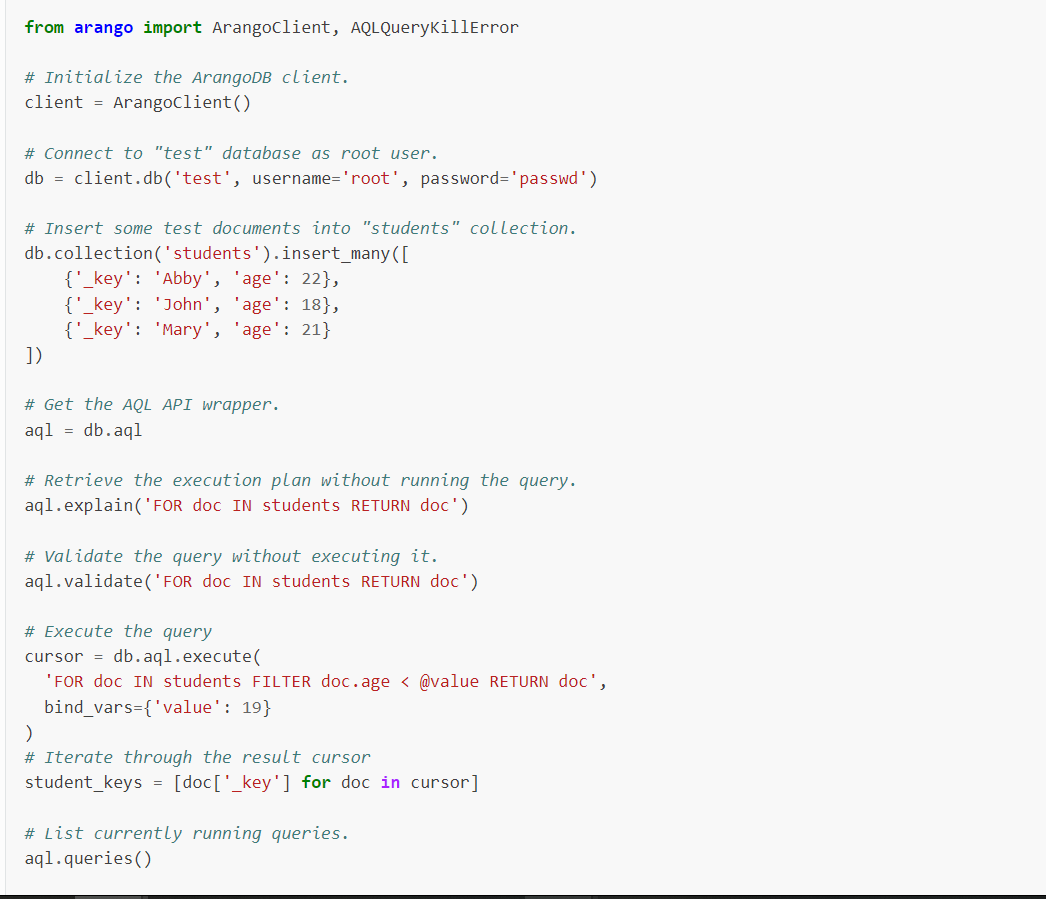 from arango import ArangoClient, AQLQueryKillError
# Initialize the ArangoDB client.
client = ArangoClient()
# Connect to "test" database as root user.
db = client.db('test', username='root', password='passwd')
# Insert some test documents into "students" collection.
db.collection('students').insert_many([
    {'_key': 'Abby', 'age': 22},
    {'_key': 'John', 'age': 18},
    {'_key': 'Mary', 'age': 21}
])
# Get the AQL API wrapper.
aql = db.aql
# Retrieve the execution plan without running the query.
aql.explain('FOR doc IN students RETURN doc')
# Validate the query without executing it.
aql.validate('FOR doc IN students RETURN doc')
# Execute the query
cursor = db.aql.execute(
  'FOR doc IN students FILTER doc.age < @value RETURN doc',
  bind_vars={'value': 19}
)
# Iterate through the result cursor
student_keys = [doc['_key'] for doc in cursor]
# List currently running queries.
aql.queries()